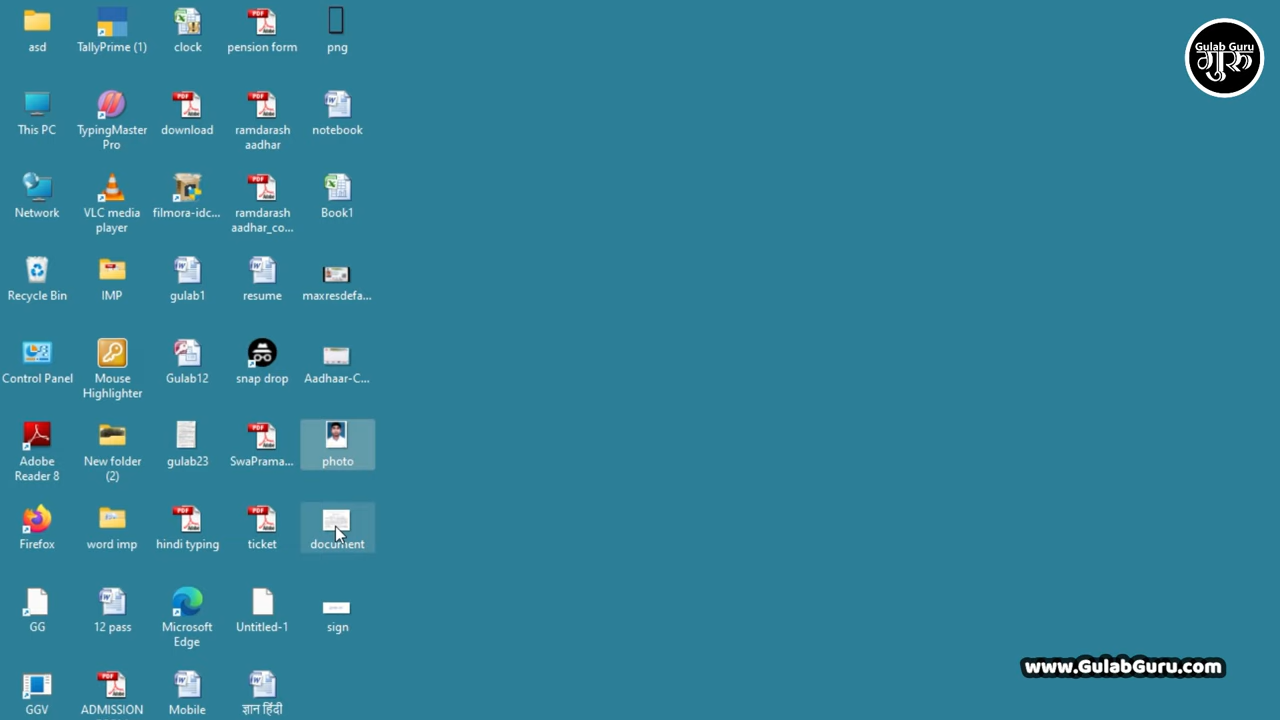 asd
TallyPrime (1)
clock
pension form
png
This PC
TypingMaster
Pro
download
ramdarash
aadhar
notebook
Network
VLC media
player
filmora-idc...
ramdarash
aadhar_co...
Book1
Recycle Bin
IMP
gulab1
resume
maxresdefa...
Control Panel
Mouse
Highlighter
Gulab12
snap drop
Aadhaar-C...
Adobe
Reader 8
New folder
(2)
gulab23
SwaPrama...
photo
Firefox
word imp
hindi typing
ticket
document
GG
12 pass
Microsoft
Edge
Untitled-1
sign
GGV
ADMISSION
Mobile
ज्ञान हिंदी
Gulab Guru
गुरु
www.GulabGuru.com